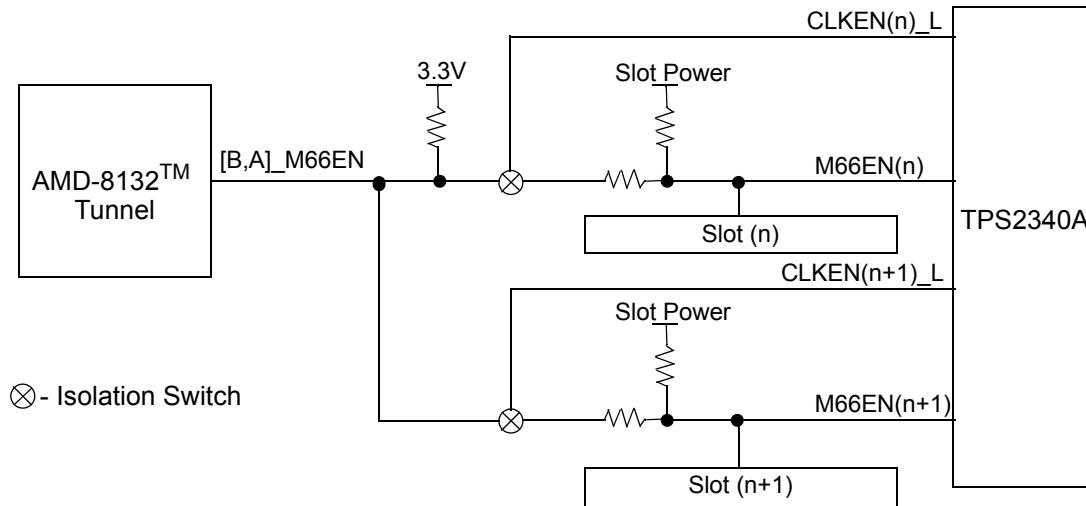 CLKEN(n)_L
3.3V
Slot Power
[B,A]_M66EN
M66EN(n)
AMD-8132TM
Tunnel
TPS2340A
Slot (n)
CLKEN(n+1)_L
Slot Power
- Isolation Switch
M66EN(n+1)
Slot (n+1)